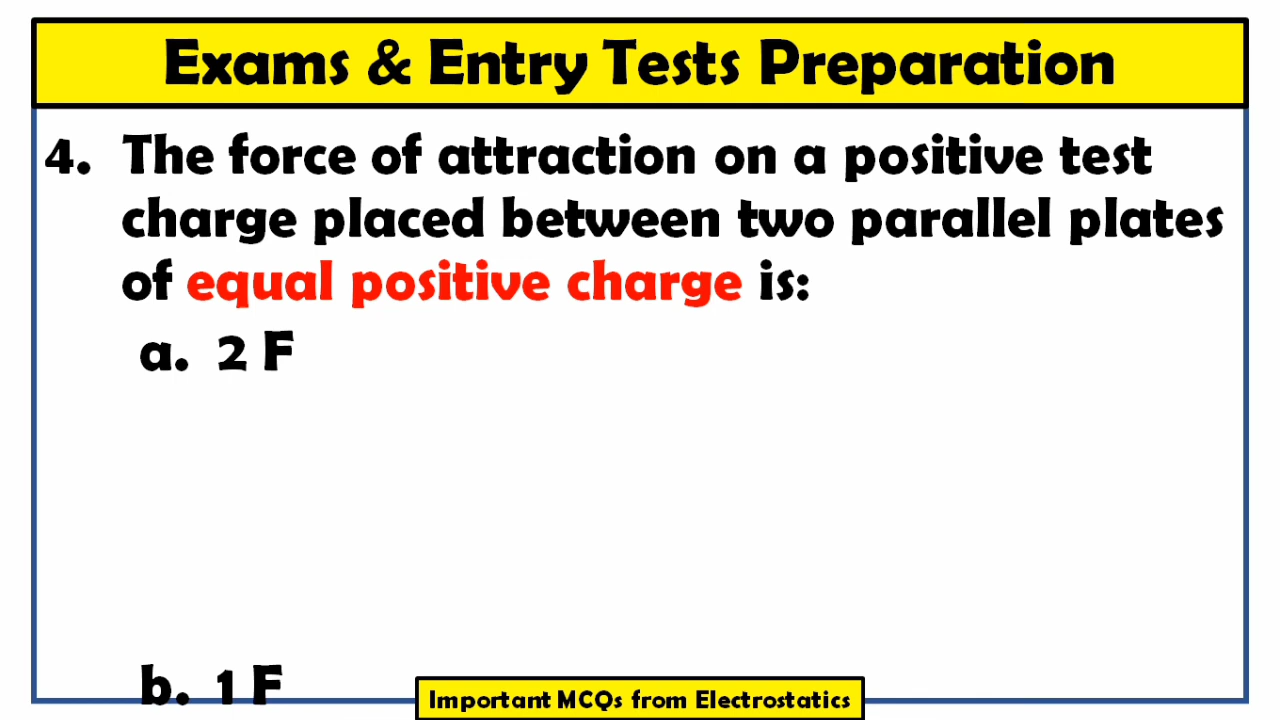 Exams & Entry Tests Preparation
4. The force of attraction on a positive test
charge placed between two parallel plates
of equal positive charge is:
a. 2 F
b. 1 F
Important MCQs from Electrostatics